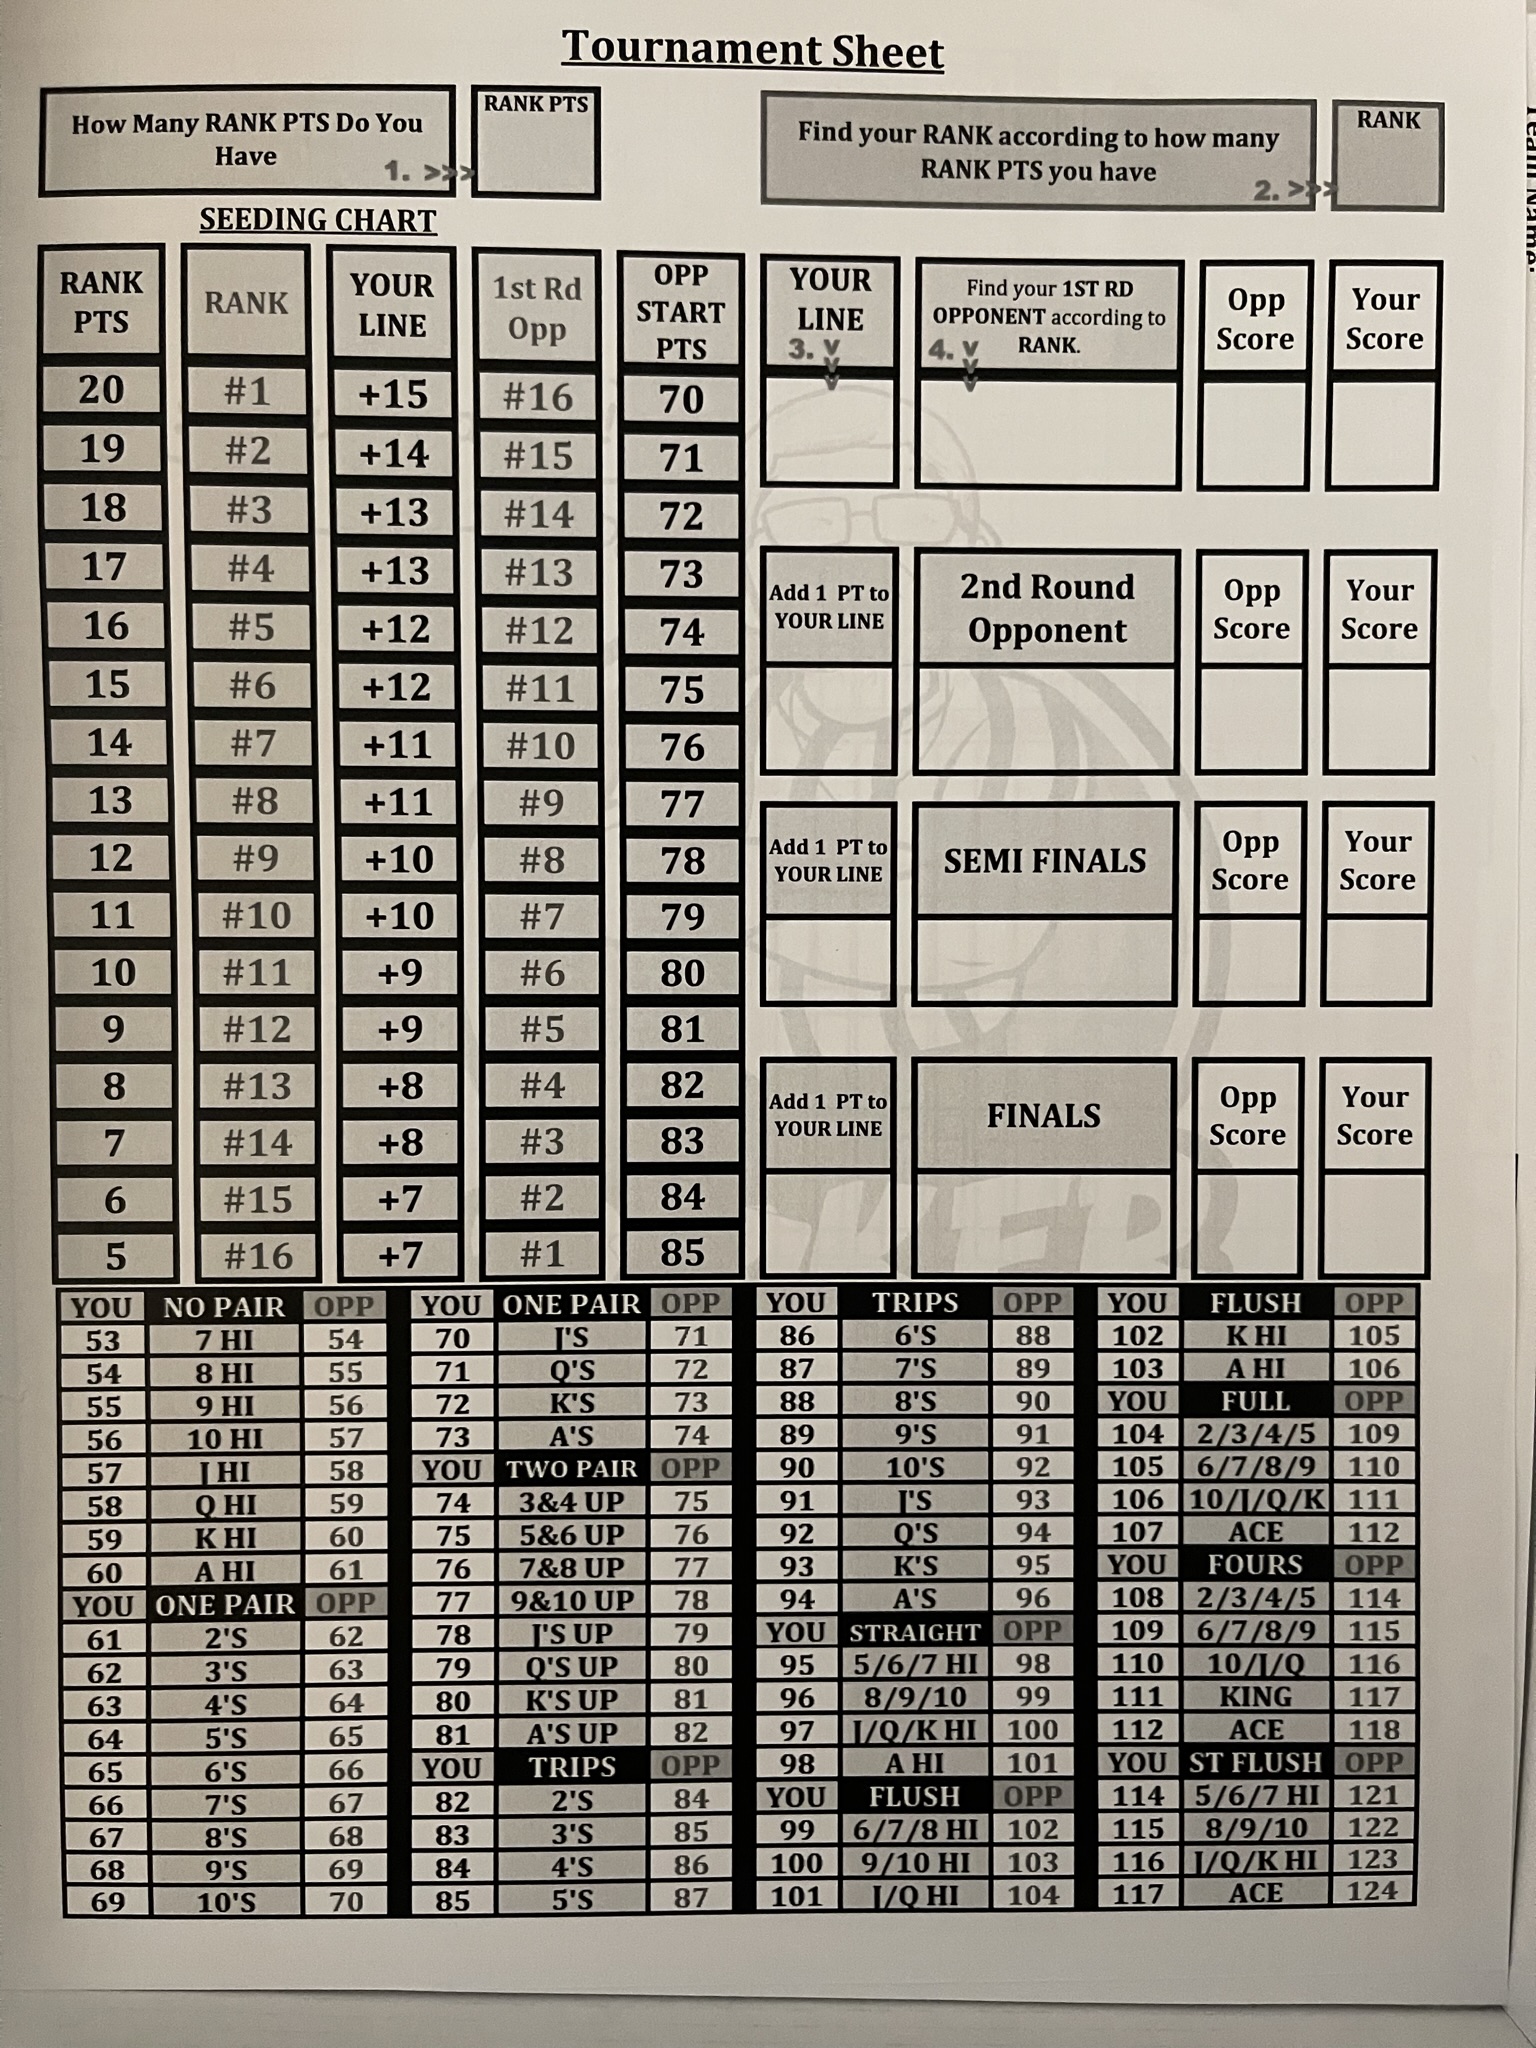 Tournament Sheet
How Many RANK PTS Do You
Have
1. >>>
RANK PTS
Find your RANK according to how many
RANK PTS you have
2. >>>
RANK
SEEDING CHART
RANK PTS RANK YOUR LINE 1st Rd Opp OPP START PTS
20 #1 +15 #16 70
19 #2 +14 #15 71
18 #3 +13 #14 72
17 #4 +13 #13 73
16 #5 +12 #12 74
15 #6 +12 #11 75
14 #7 +11 #10 76
13 #8 +11 #9 77
12 #9 +10 #8 78
11 #10 +10 #7 79
10 #11 +9 #6 80
9 #12 +9 #5 81
8 #13 +8 #4 82
7 #14 +8 #3 83
6 #15 +7 #2 84
5 #16 +7 #1 85
YOUR
LINE
3.
Find your 1ST RD
OPPONENT according to
RANK.
4.
Opp
Score
Your
Score
Add 1 PT to
YOUR LINE
2nd Round
Opponent
Opp
Score
Your
Score
Add 1 PT to
YOUR LINE
SEMI FINALS
Opp
Score
Your
Score
Add 1 PT to
YOUR LINE
FINALS
Opp
Score
Your
Score
YOU NO PAIR OPP YOU ONE PAIR OPP YOU TRIPS OPP YOU FLUSH OPP
53 7 HI 54 70 J'S 71 86 6'S 88 102 K HI 105
54 8 HI 55 71 Q'S 72 87 7'S 89 103 A HI 106
55 9 HI 56 72 K'S 73 88 8'S 90 YOU FULL OPP
56 10 HI 57 73 A'S 74 89 9'S 91 104 2/3/4/5 109
57 J HI 58 YOU TWO PAIR OPP 90 10'S 92 105 6/7/8/9 110
58 Q HI 59 74 3&4 UP 75 91 J'S 93 106 10/J/Q/K 111
59 K HI 60 75 5&6 UP 76 92 Q'S 94 107 ACE 112
60 A HI 61 76 7&8 UP 77 93 K'S 95 YOU FOURS OPP
YOU ONE PAIR OPP 77 9&10 UP 78 94 A'S 96 108 2/3/4/5 114
61 2'S 62 78 J'S UP 79 YOU STRAIGHT OPP 109 6/7/8/9 115
62 3'S 63 79 Q'S UP 80 95 5/6/7 HI 98 110 10/J/Q 116
63 4'S 64 80 K'S UP 81 96 8/9/10 99 111 KING 117
64 5'S 65 81 A'S UP 82 97 J/Q/K HI 100 112 ACE 118
65 6'S 66 YOU TRIPS OPP 98 A HI 101 YOU ST FLUSH OPP
66 7'S 67 82 2'S 84 YOU FLUSH OPP 114 5/6/7 HI 121
67 8'S 68 83 3'S 85 99 6/7/8 HI 102 115 8/9/10 122
68 9'S 69 84 4'S 86 100 9/10 HI 103 116 J/Q/K HI 123
69 10'S 70 85 5'S 87 101 J/Q HI 104 117 ACE 124
Team Name: